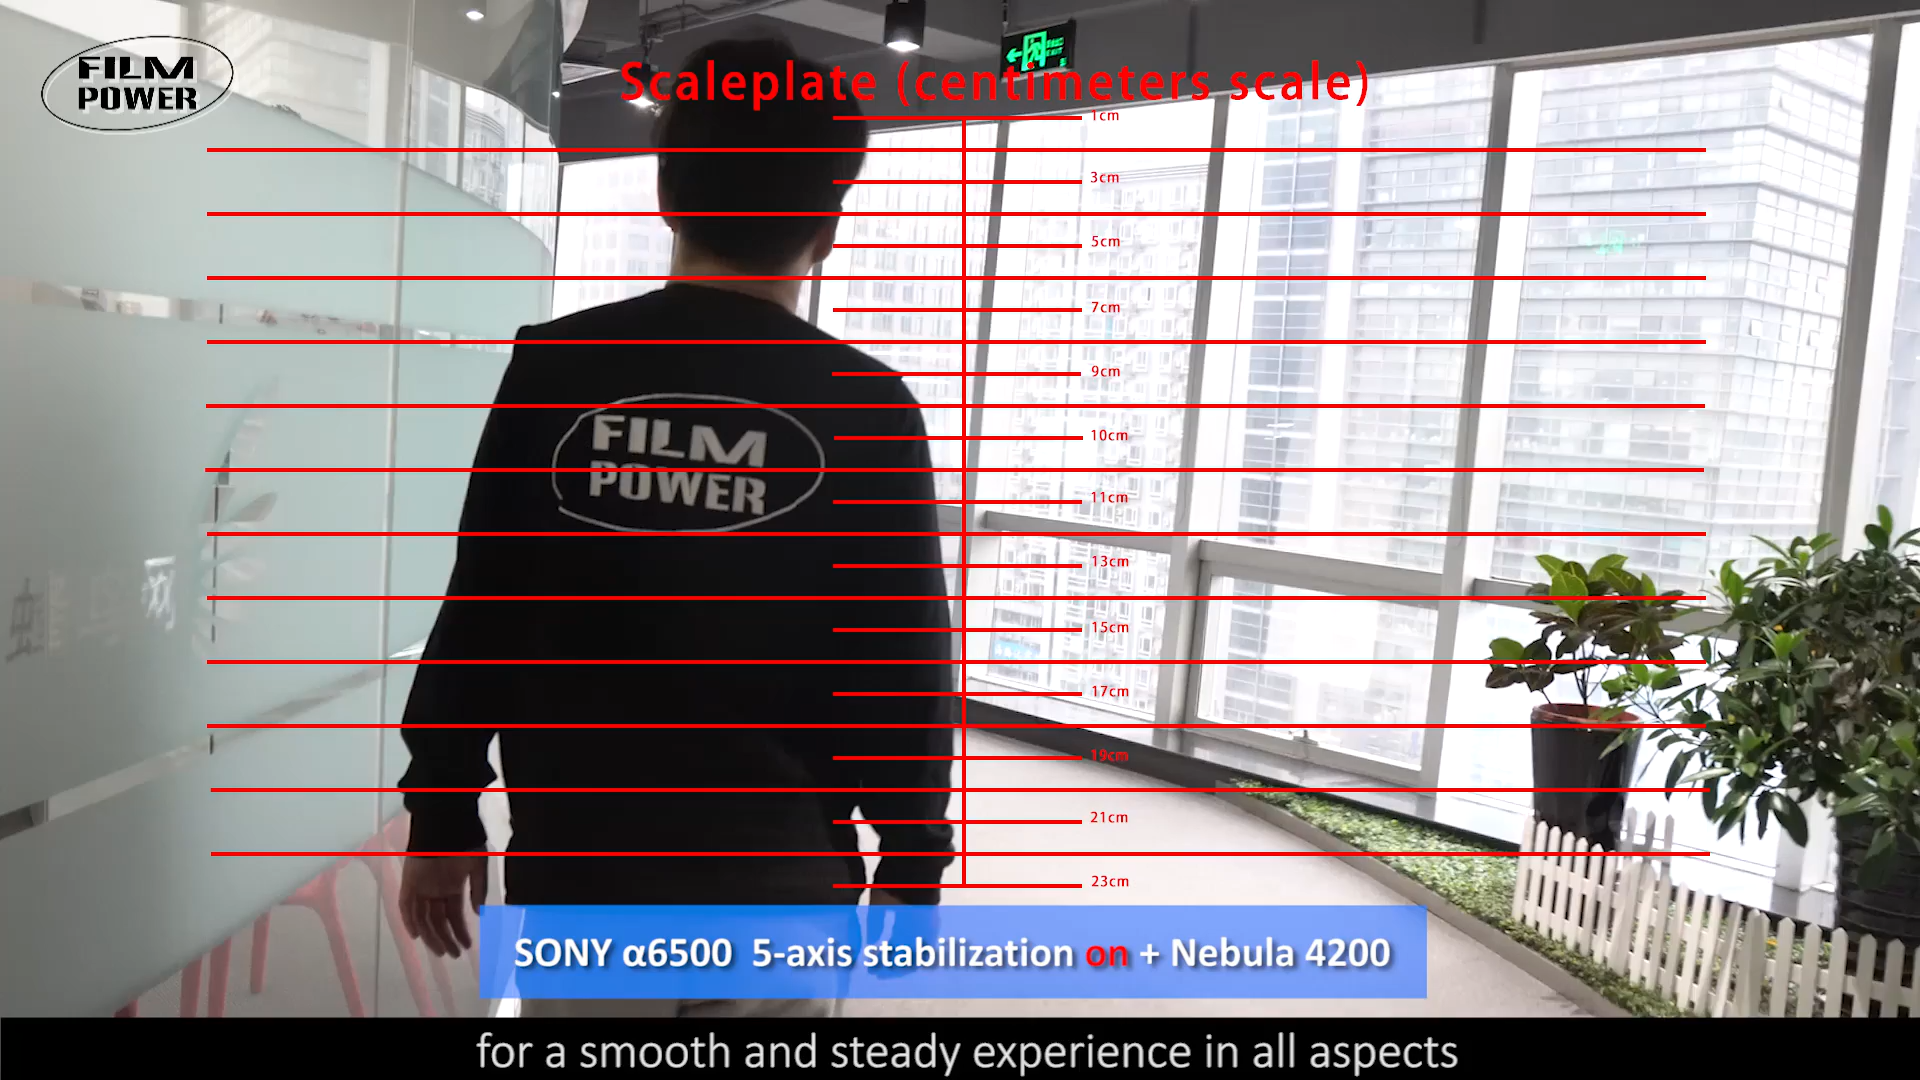 FILM
POWER
Scaleplate (centimeters scale)
1cm
3cm
5cm
7cm
9cm
FILM
POWER
10cm
11cm
13cm
15cm
17cm
19cm
21cm
23cm
SONY α6500 5-axis stabilization on + Nebula 4200
for a smooth and steady experience in all aspects